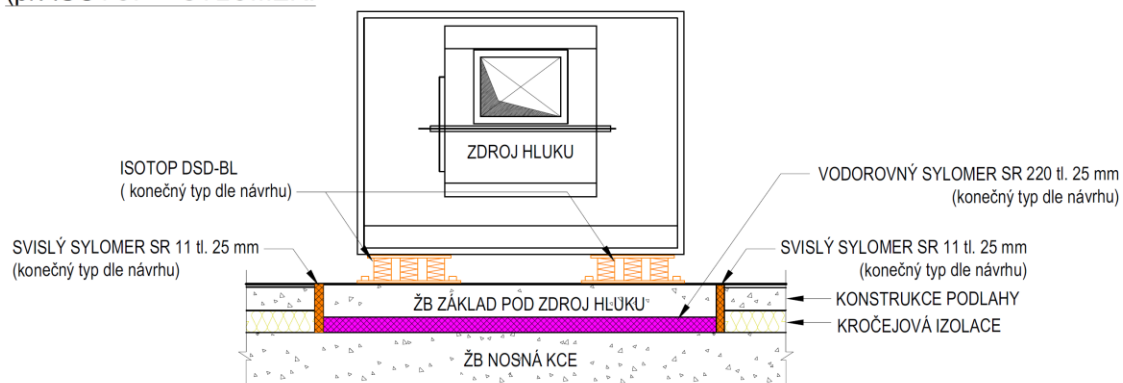 ZDROJ HLUKU
ISOTOP DSD-BL
( konečný typ dle návrhu)
VODOROVNÝ SYLOMER SR 220 tl. 25 mm
(konečný typ dle návrhu)
SVISLÝ SYLOMER SR 11 tl. 25 mm
(konečný typ dle návrhu)
SVISLÝ SYLOMER SR 11 tl. 25 mm
(konečný typ dle návrhu)
ŽB ZÁKLAD POD ZDROJ HLUKU
KONSTRUKCE PODLAHY
KROČEJOVÁ IZOLACE
ŽB NOSNÁ KCE